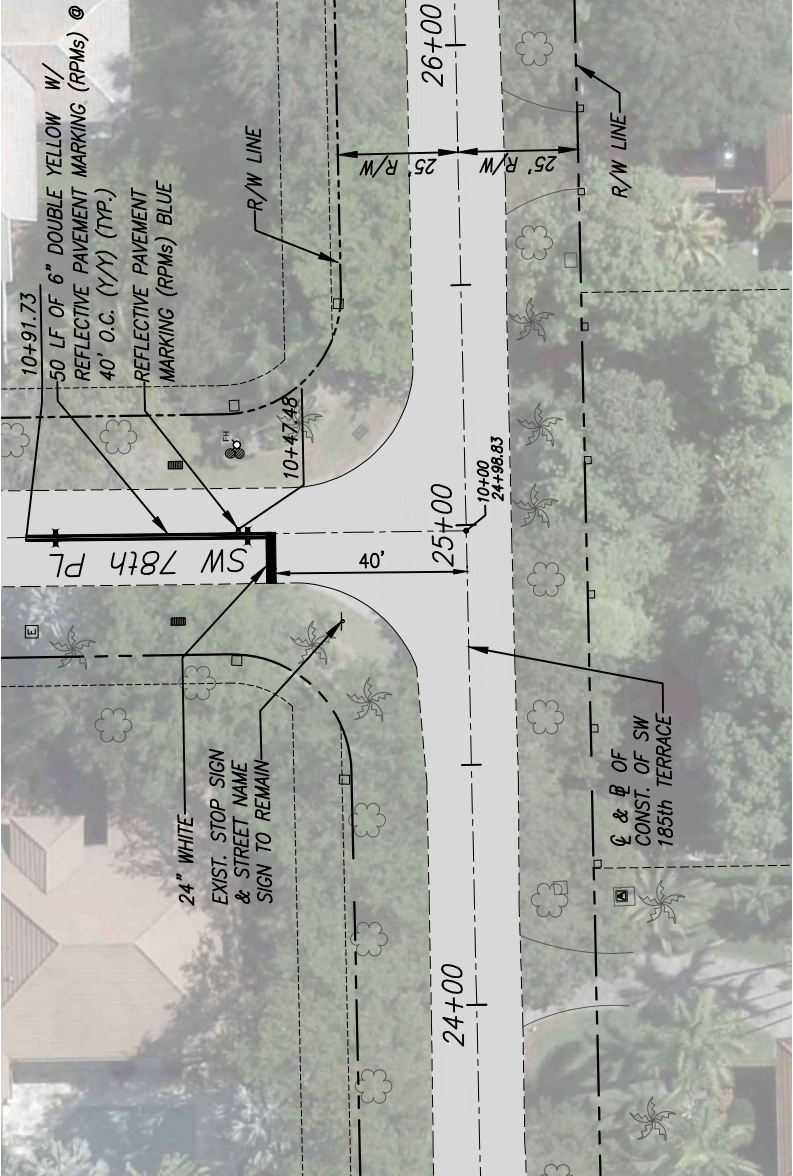 10+91.73
50 LF OF 6" DOUBLE YELLOW W/
REFLECTIVE PAVEMENT MARKING (RPMs) @
40' O.C. (Y/Y) (TYP.)
REFLECTIVE PAVEMENT
MARKING (RPMs) BLUE
10+47.48
FH
R/W LINE
25' R/W
25' R/W
R/W LINE
26+00
SW 78th PL
40'
25+00
10+00
24+98.83
E
24" WHITE
EXIST. STOP SIGN
& STREET NAME
SIGN TO REMAIN
℄ & B OF
CONST. OF SW
185th TERRACE
24+00